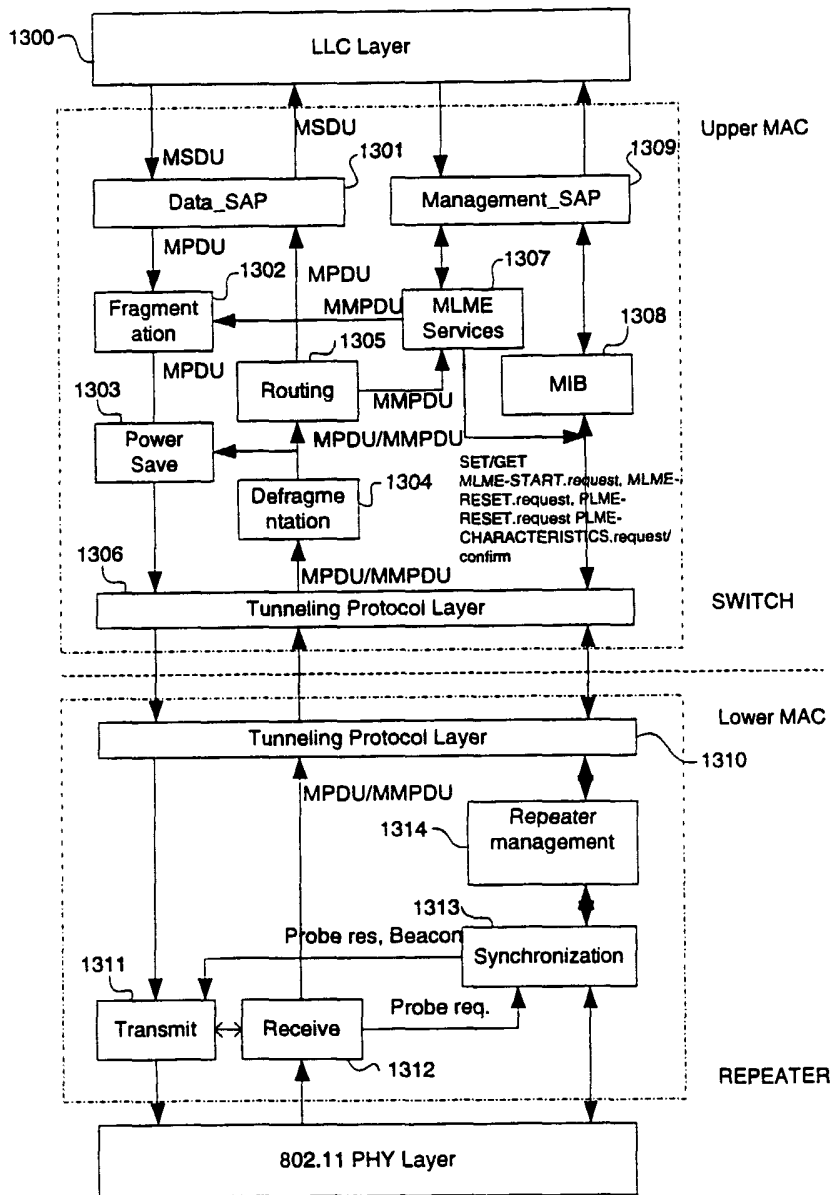 1300
LLC Layer
MSDU
MSDU
Upper MAC
1301
1309
Data_SAP
Management_SAP
MPDU
1302
MPDU
1307
Fragment
ation
MMPDU
MLME
Services
1308
1305
MPDU
1303
Routing
MMPDU
MIB
Power
Save
MPDU/MMPDU
SET/GET
MLME-START.request, MLME-
RESET.request, PLME-
RESET.request PLME-
CHARACTERISTICS.request/
confirm
Defragme
ntation
1304
1306
MPDU/MMPDU
Tunneling Protocol Layer
SWITCH
Lower MAC
Tunneling Protocol Layer
1310
MPDU/MMPDU
Repeater
management
1314
1313
Probe res, Beacon
Synchronization
1311
Transmit
Receive
Probe req.
1312
REPEATER
802.11 PHY Layer